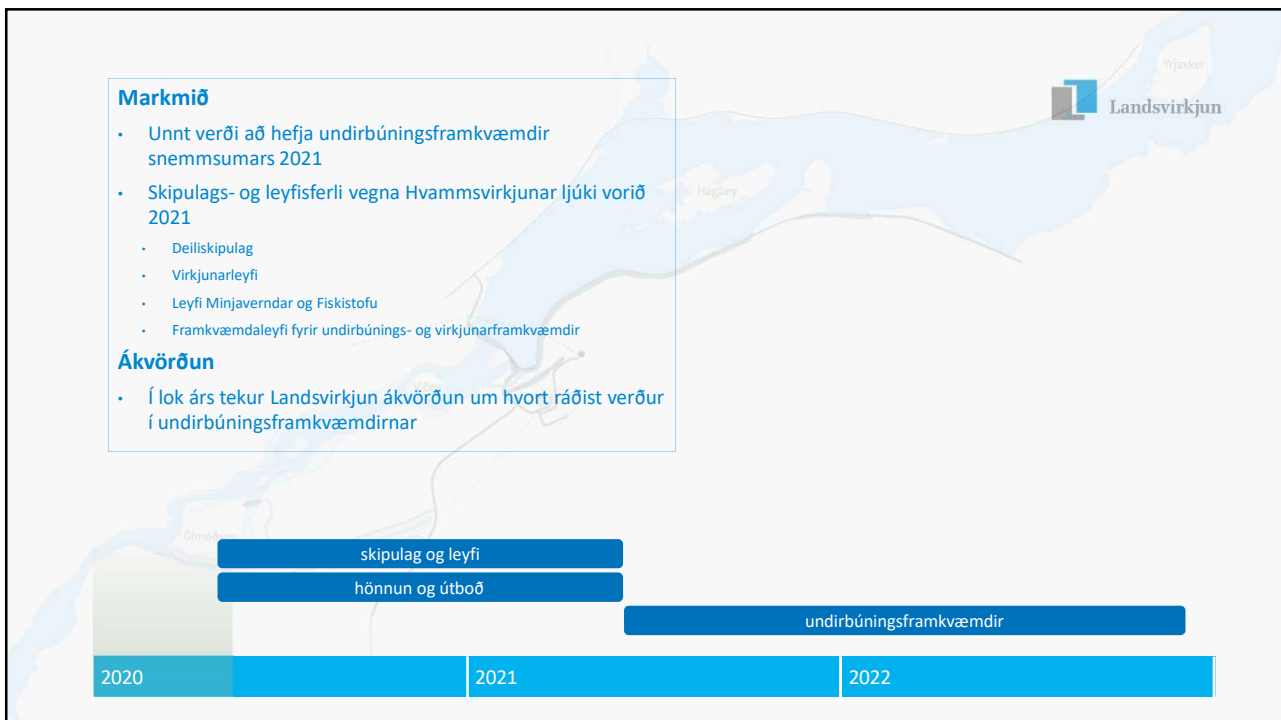 Yrjasker
Landsvirkjun
Markmið
• Unnt verði að hefja undirbúningsframkvæmdir
snemmsumars 2021
• Skipulags- og leyfisferli vegna Hvammsvirkjunar ljúki vorið
2021
• Deiliskipulag
• Virkjunarleyfi
• Leyfi Minjaverndar og Fiskistofu
• Framkvæmdaleyfi fyrir undirbúnings- og virkjunarframkvæmdir
Ákvörðun
• Í lok árs tekur Landsvirkjun ákvörðun um hvort ráðist verður
í undirbúningsframkvæmdirnar
Hagaey
skipulag og leyfi
hönnun og útboð
undirbúningsframkvæmdir
2020
2021
2022